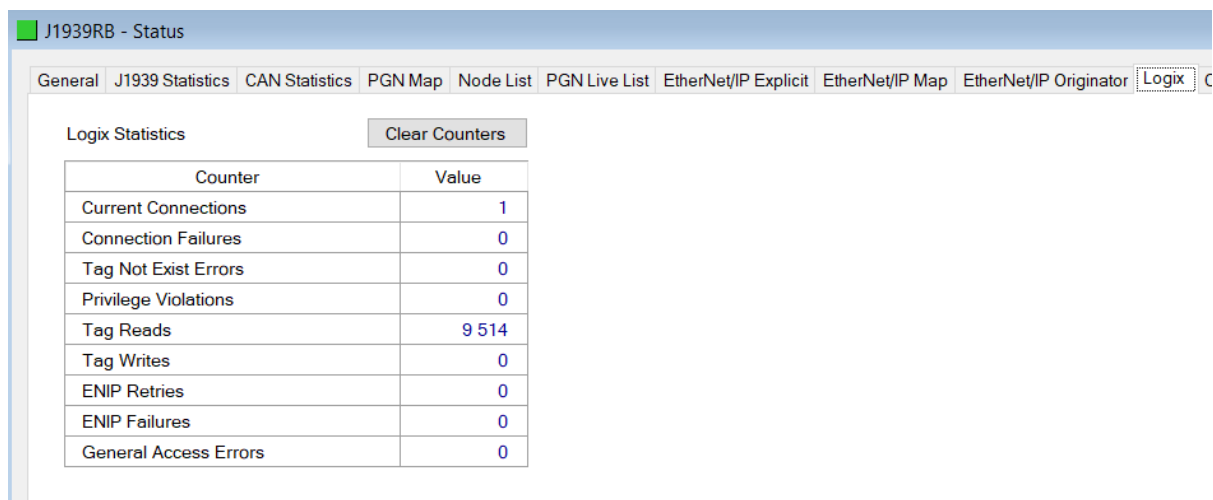 J1939RB - Status
General J1939 Statistics CAN Statistics PGN Map Node List PGN Live List EtherNet/IP Explicit EtherNet/IP Map EtherNet/IP Originator Logix
Logix Statistics Clear Counters
Counter Value
Current Connections 1
Connection Failures 0
Tag Not Exist Errors 0
Privilege Violations 0
Tag Reads 9 514
Tag Writes 0
ENIP Retries 0
ENIP Failures 0
General Access Errors 0